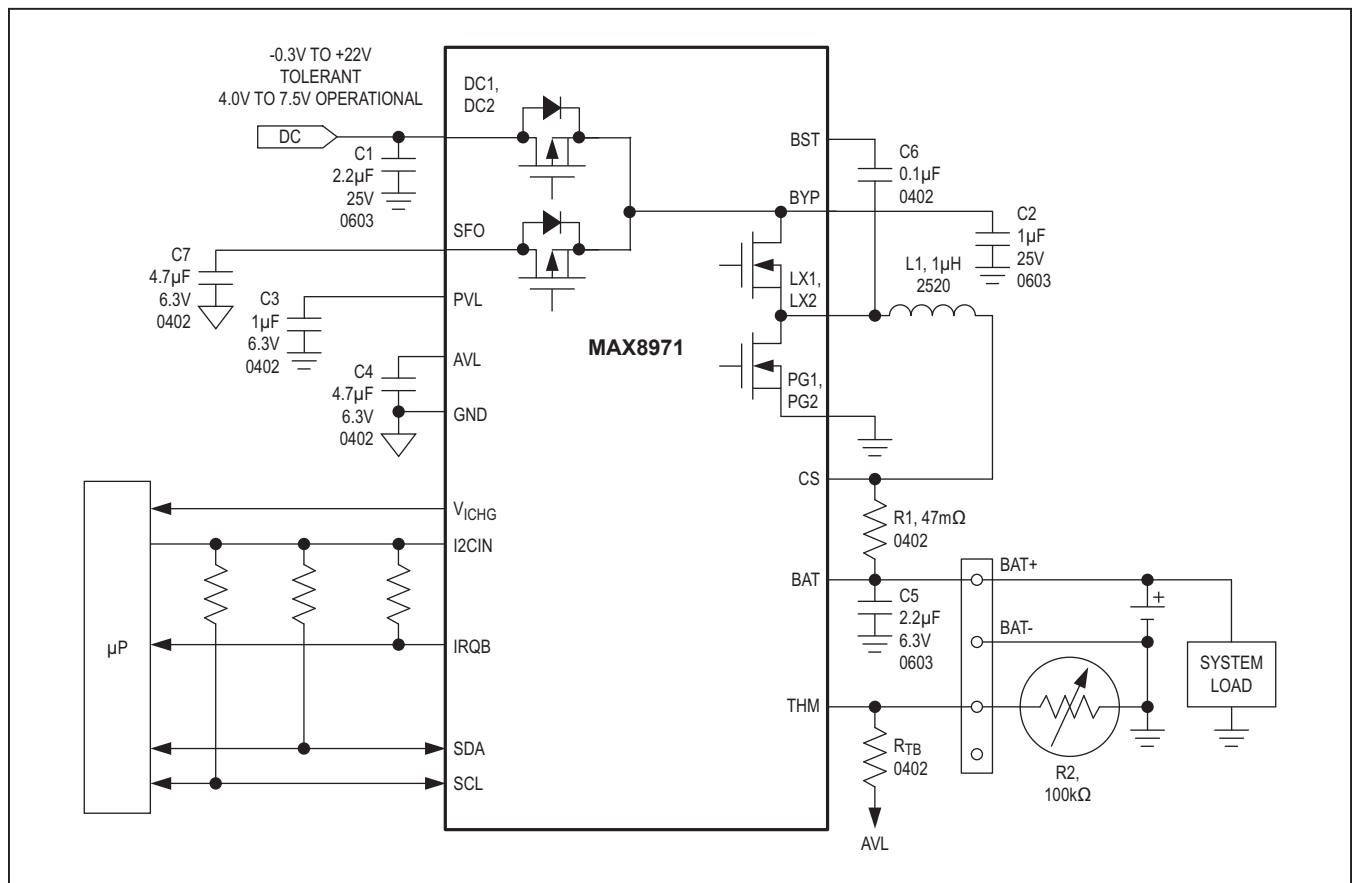 -0.3V TO +22V
TOLERANT
4.0V TO 7.5V OPERATIONAL
DC
C1
2.2µF
25V
0603
DC1,
DC2
SFO
C7
4.7µF
6.3V
0402
C3
1µF
6.3V
0402
PVL
AVL
C4
4.7µF
6.3V
0402
GND
MAX8971
BST
C6
0.1µF
0402
BYP
C2
1µF
25V
0603
LX1,
LX2
L1, 1µH
2520
PG1,
PG2
CS
R1, 47mΩ
0402
BAT
C5
2.2µF
6.3V
0603
BAT+
+
BAT-
SYSTEM
LOAD
THM
RTB
0402
AVL
R2,
100kΩ
µP
VICHG
I2CIN
IRQB
SDA
SCL